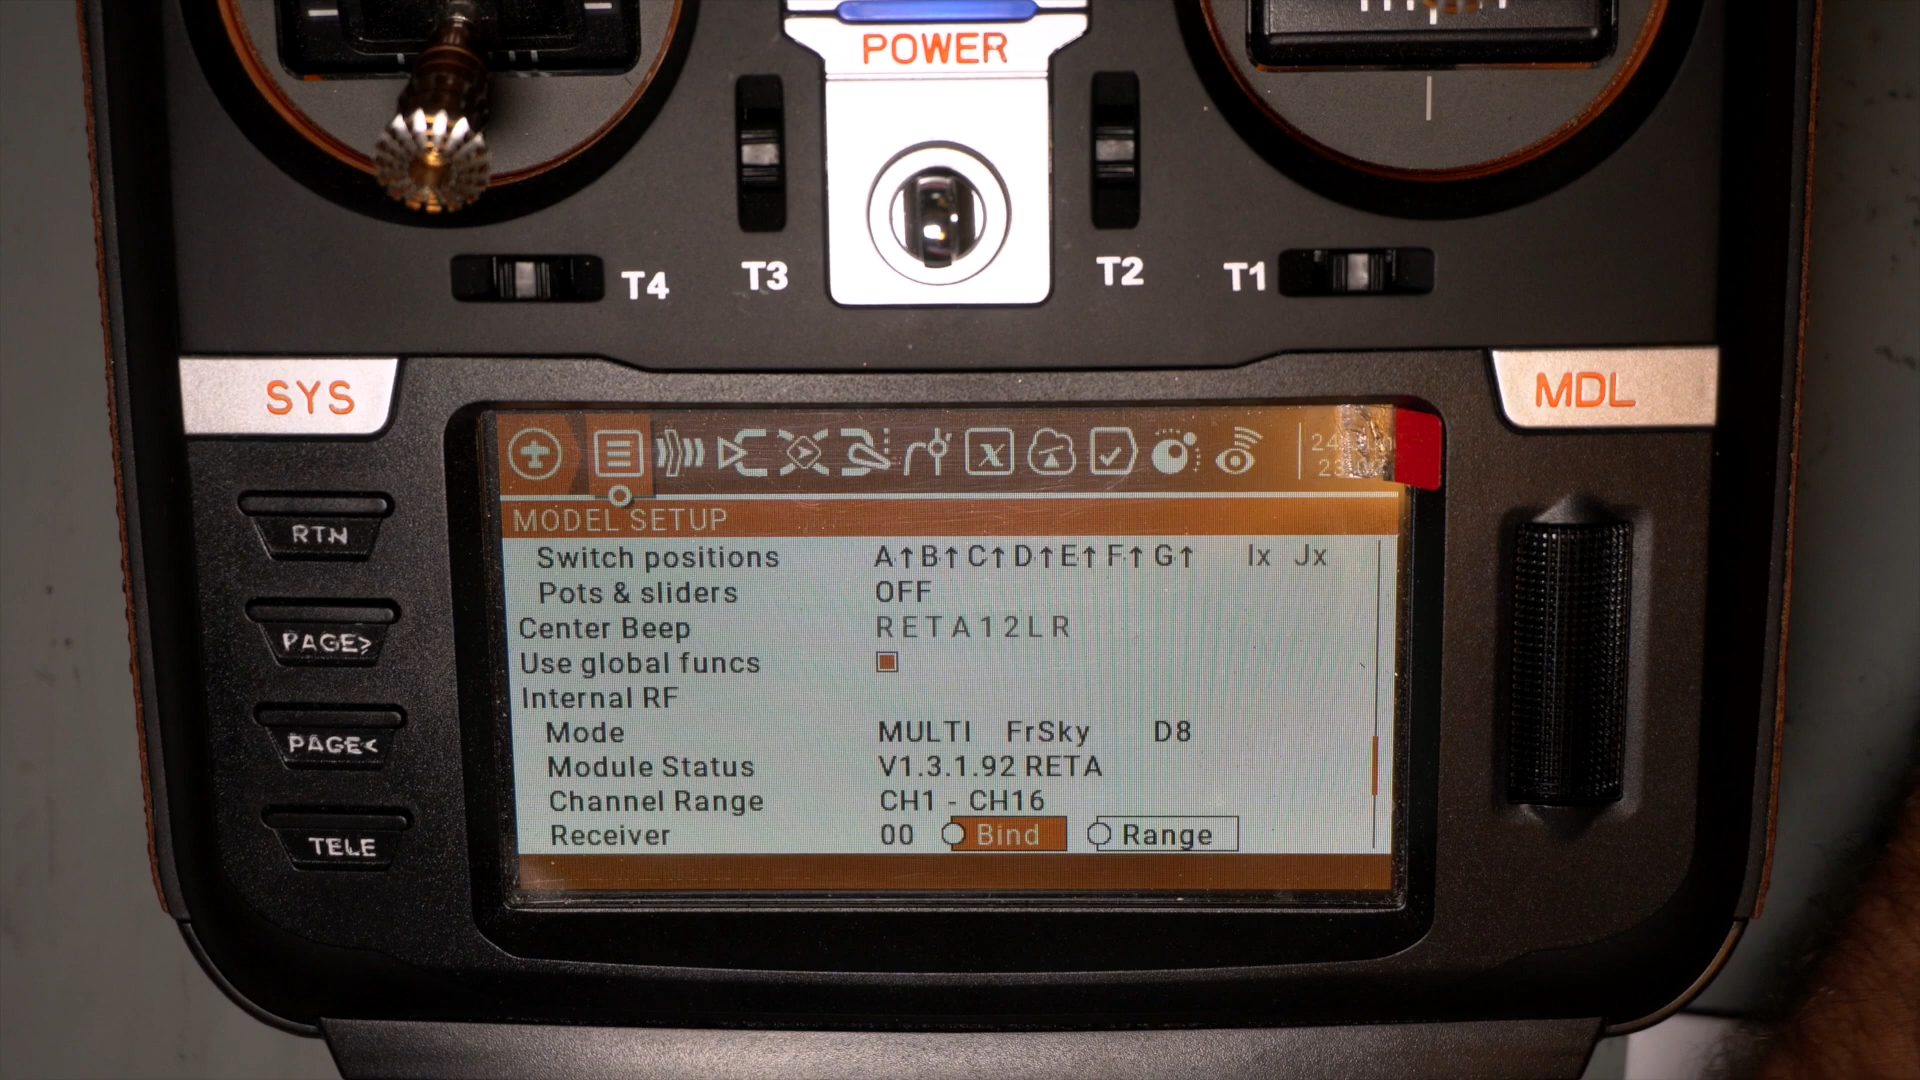 POWER
T4
T3
T2
T1
SYS
MDL
RTN
PAGE>
PAGE<
TELE
MODEL SETUP
Switch positions A↑B↑C↑D↑E↑F↑G↑ Ix Jx
Pots & sliders OFF
Center Beep RETA12LR
Use global funcs
Internal RF
Mode MULTI FrSky D8
Module Status V1.3.1.92 RETA
Channel Range CH1 - CH16
Receiver 00 Bind Range